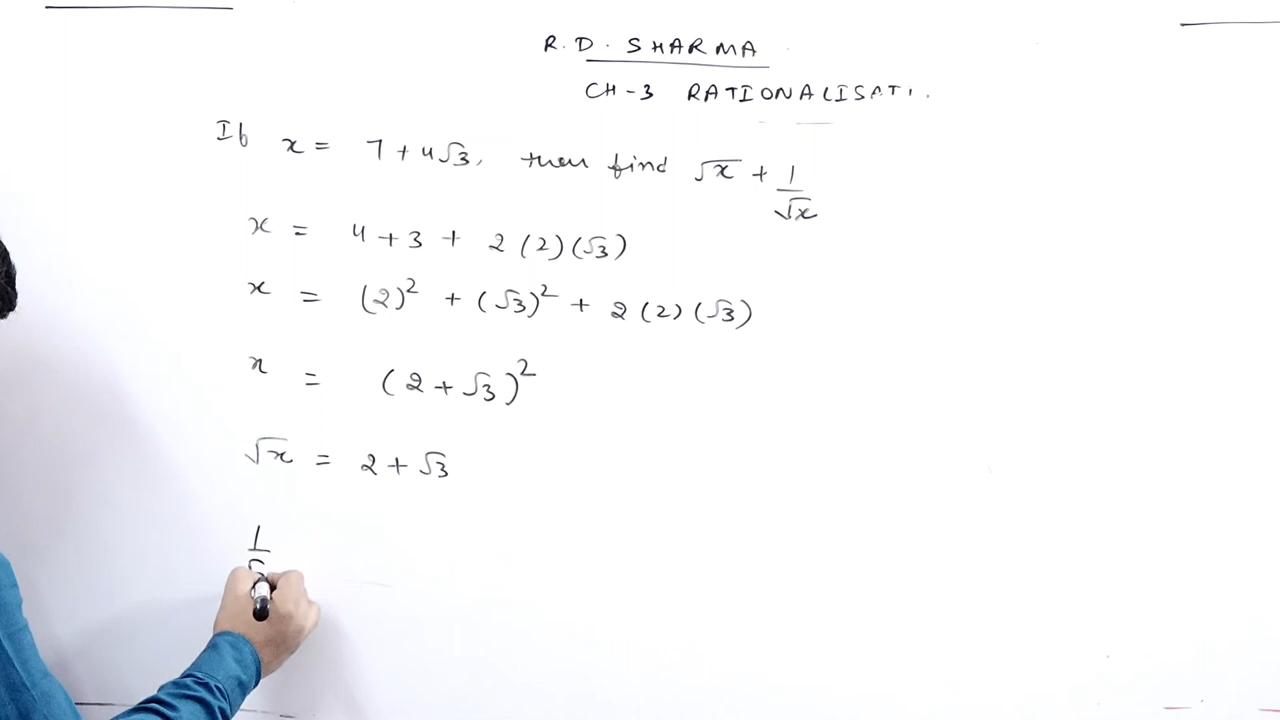 R.D. SHARMA
CH-3 RATIONALISATI
If x = 7+4√3, then find √x + 1/√x
x = 4+3 + 2(2)(√3)
x = (2)² + (√3)² + 2(2)(√3)
x = (2+√3)²
√x = 2+√3
1